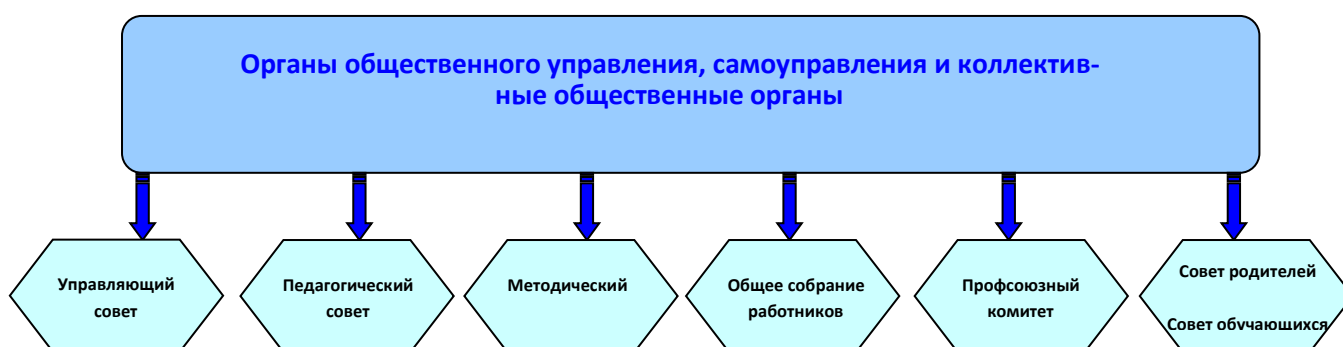 Органы общественного управления, самоуправления и коллектив-
ные общественные органы
Управляющий
совет
Педагогический
совет
Методический
Общее собрание
работников
Профсоюзный
комитет
Совет родителей
Совет обучающихся